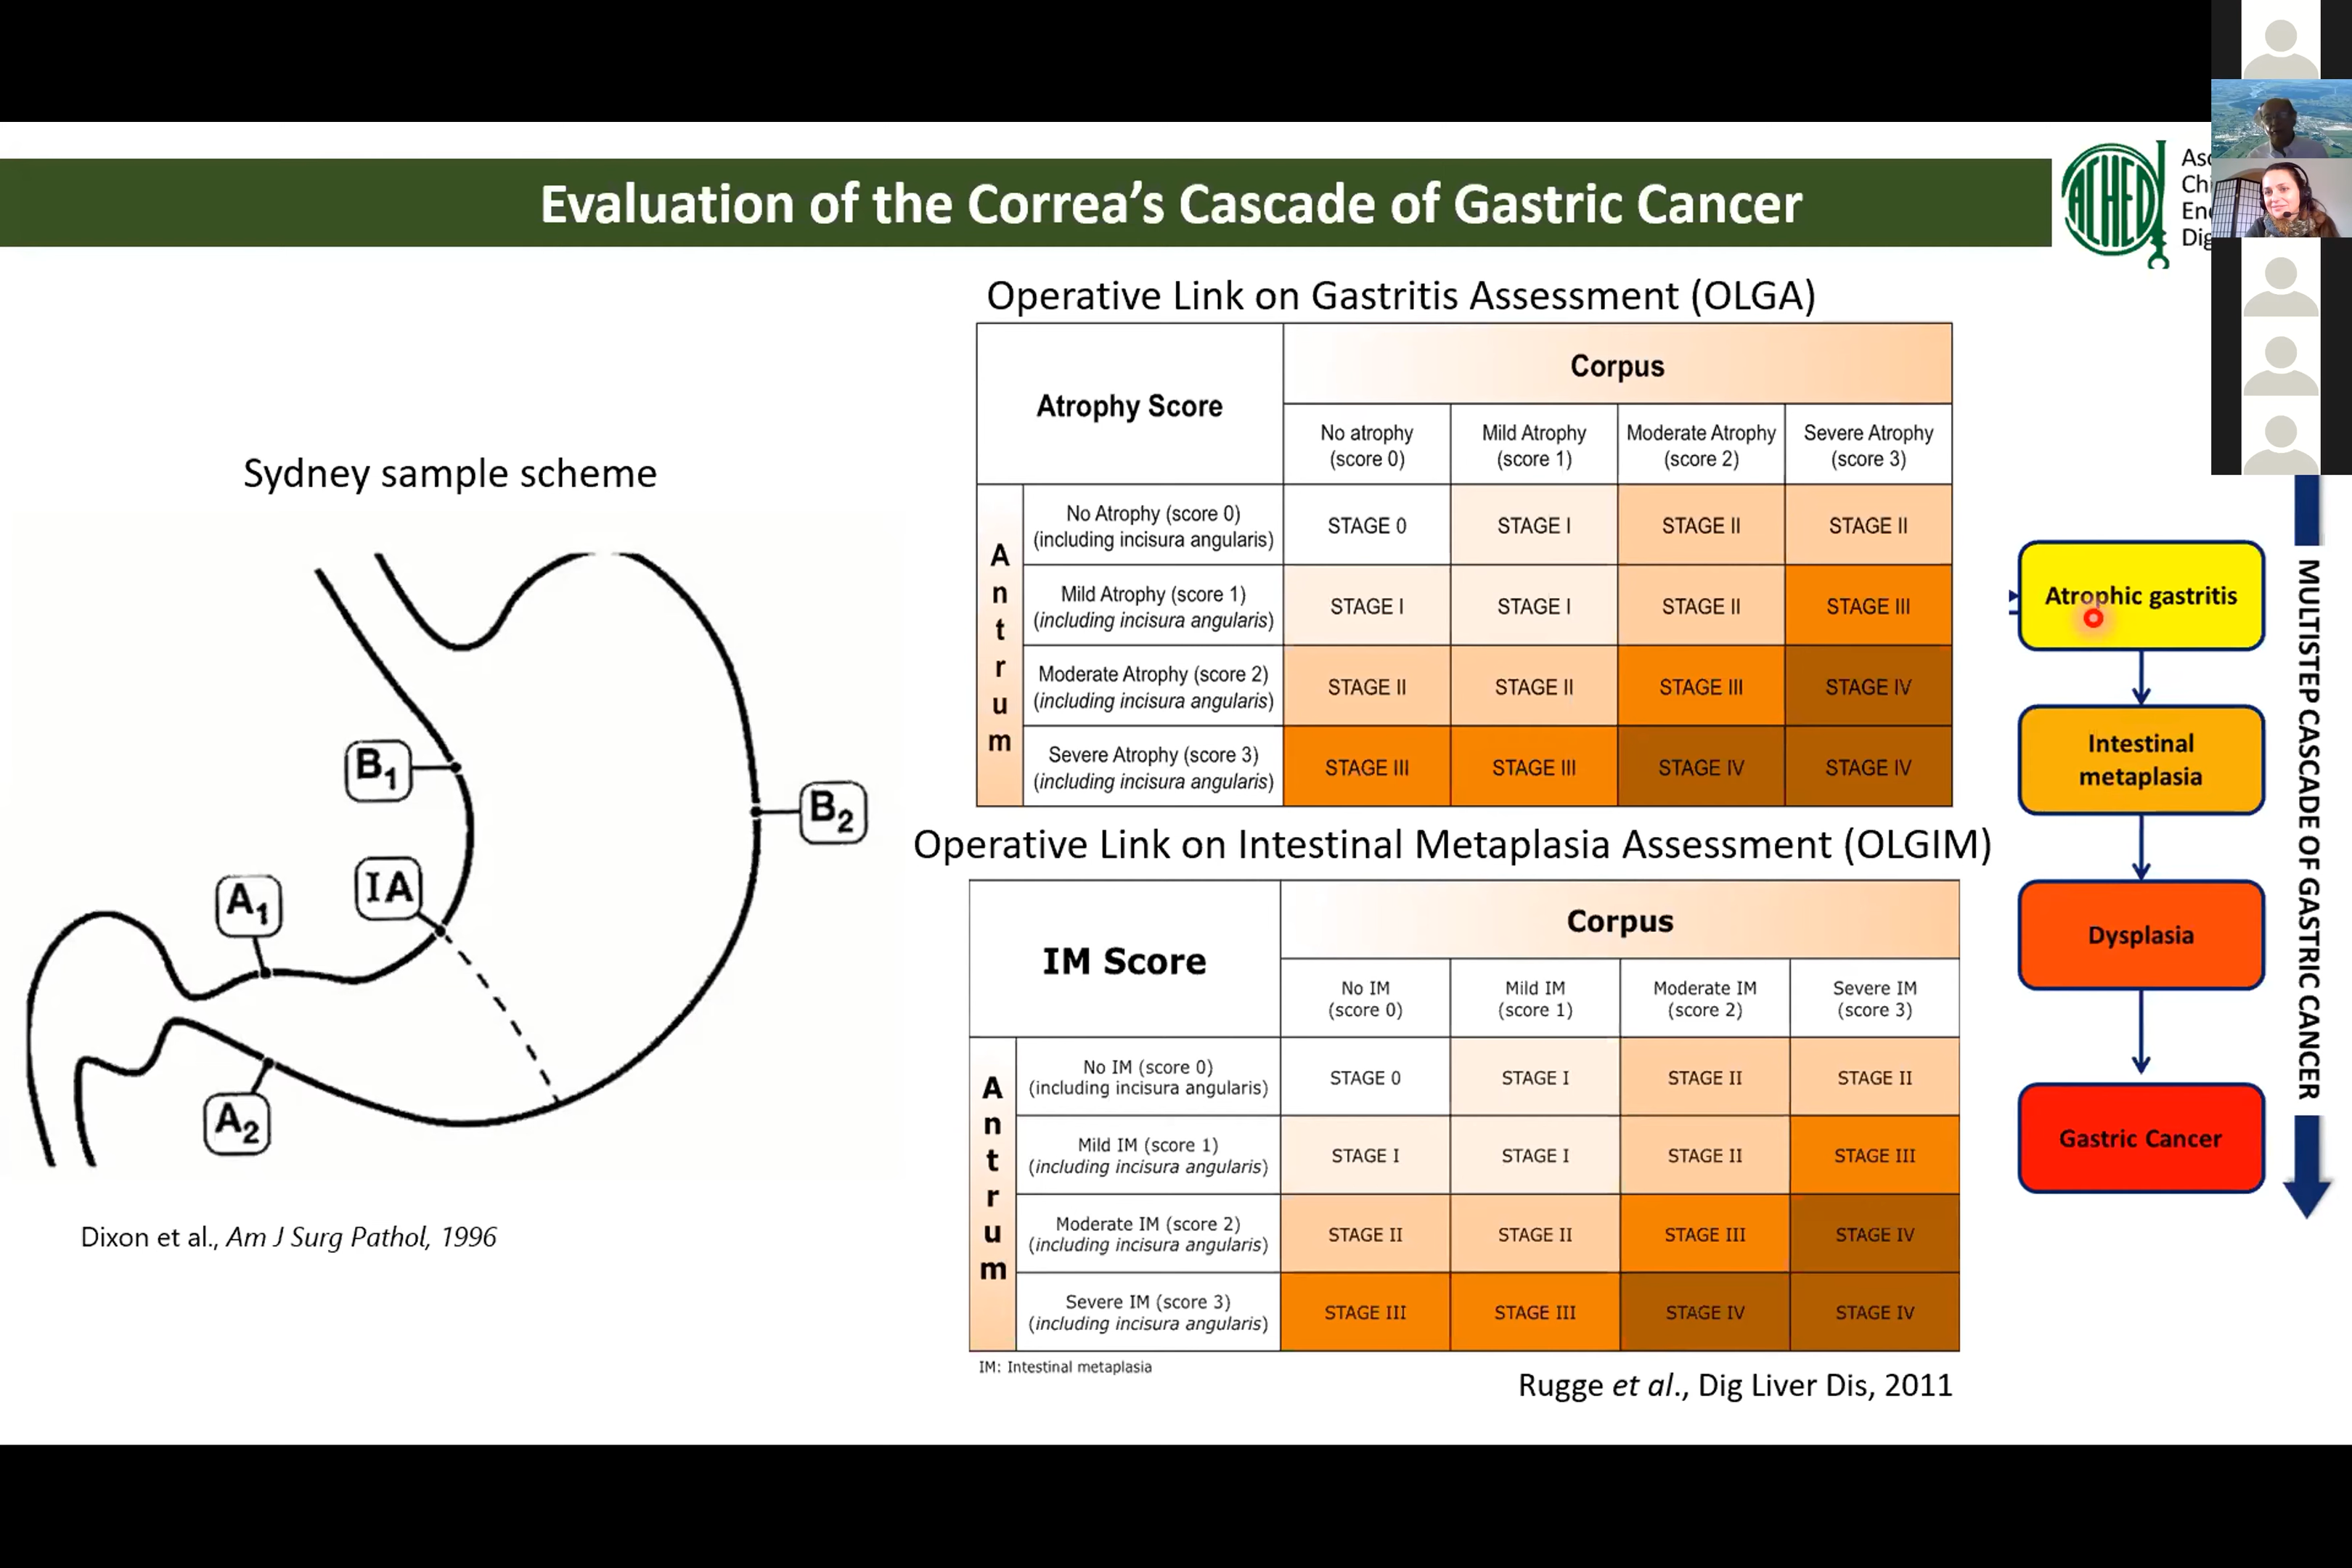 Evaluation of the Correa’s Cascade of Gastric Cancer
ACHED
Sydney sample scheme
B1
B2
IA
A1
A2
Dixon et al., Am J Surg Pathol, 1996
Operative Link on Gastritis Assessment (OLGA)
Atrophy Score
Corpus
No atrophy
(score 0)
Mild Atrophy
(score 1)
Moderate Atrophy
(score 2)
Severe Atrophy
(score 3)
Antrum
No Atrophy (score 0)
(including incisura angularis)
STAGE 0
STAGE I
STAGE II
STAGE II
Mild Atrophy (score 1)
(including incisura angularis)
STAGE I
STAGE I
STAGE II
STAGE III
Moderate Atrophy (score 2)
(including incisura angularis)
STAGE II
STAGE II
STAGE III
STAGE IV
Severe Atrophy (score 3)
(including incisura angularis)
STAGE III
STAGE III
STAGE IV
STAGE IV
Operative Link on Intestinal Metaplasia Assessment (OLGIM)
IM Score
Corpus
No IM
(score 0)
Mild IM
(score 1)
Moderate IM
(score 2)
Severe IM
(score 3)
Antrum
No IM (score 0)
(including incisura angularis)
STAGE 0
STAGE I
STAGE II
STAGE II
Mild IM (score 1)
(including incisura angularis)
STAGE I
STAGE I
STAGE II
STAGE III
Moderate IM (score 2)
(including incisura angularis)
STAGE II
STAGE II
STAGE III
STAGE IV
Severe IM (score 3)
(including incisura angularis)
STAGE III
STAGE III
STAGE IV
STAGE IV
IM: Intestinal metaplasia
Rugge et al., Dig Liver Dis, 2011
Atrophic gastritis
Intestinal
metaplasia
Dysplasia
Gastric Cancer
MULTISTEP CASCADE OF GASTRIC CANCER